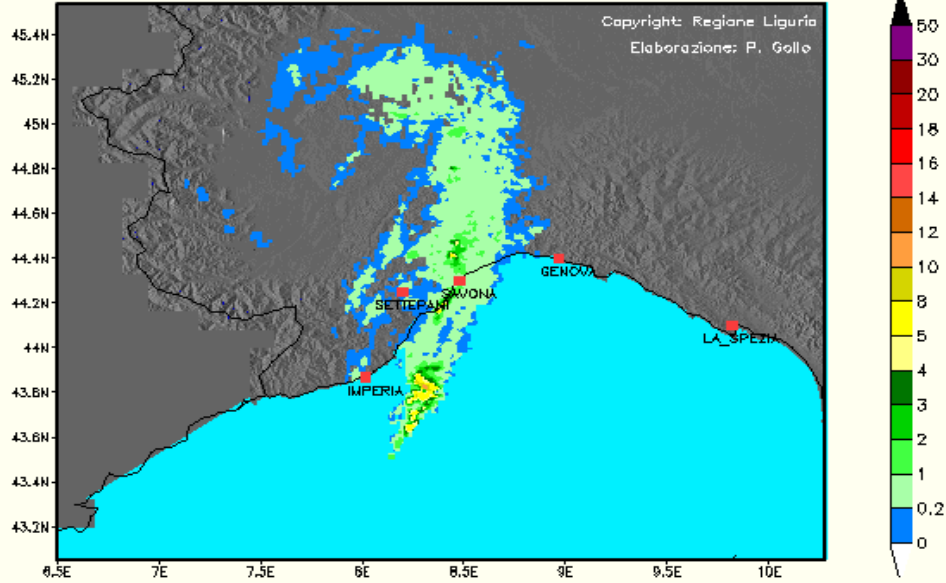 Copyright: Regione Liguria
Elaborazione: P. Gollo
45.4N
45.2N
45N
44.8N
44.6N
44.4N
44.2N
44N
43.8N
43.6N
43.4N
43.2N
GENOVA
SAVONA
SETTEPANI
LA_SPEZIA
IMPERIA
6.5E
7E
7.5E
8E
8.5E
9E
9.5E
10E
50
30
20
18
16
14
12
10
8
5
4
3
2
1
0.2
0